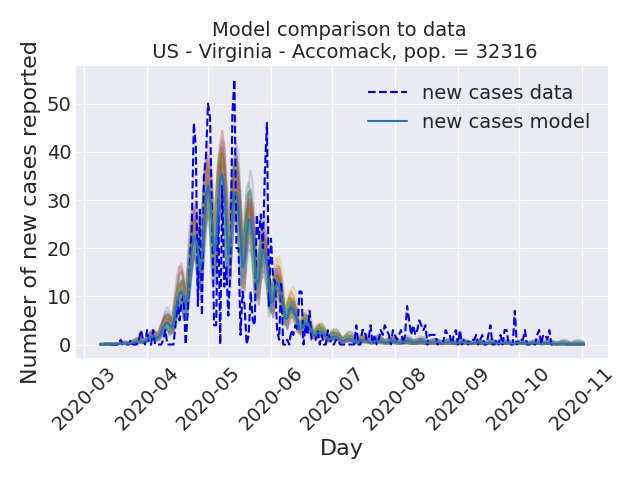 Model comparison to data
US - Virginia - Accomack, pop. = 32316
Number of new cases reported
50
40
30
20
10
0
new cases data
new cases model
2020-03
2020-04
2020-05
2020-06
2020-07
2020-08
2020-09
2020-10
2020-11
Day